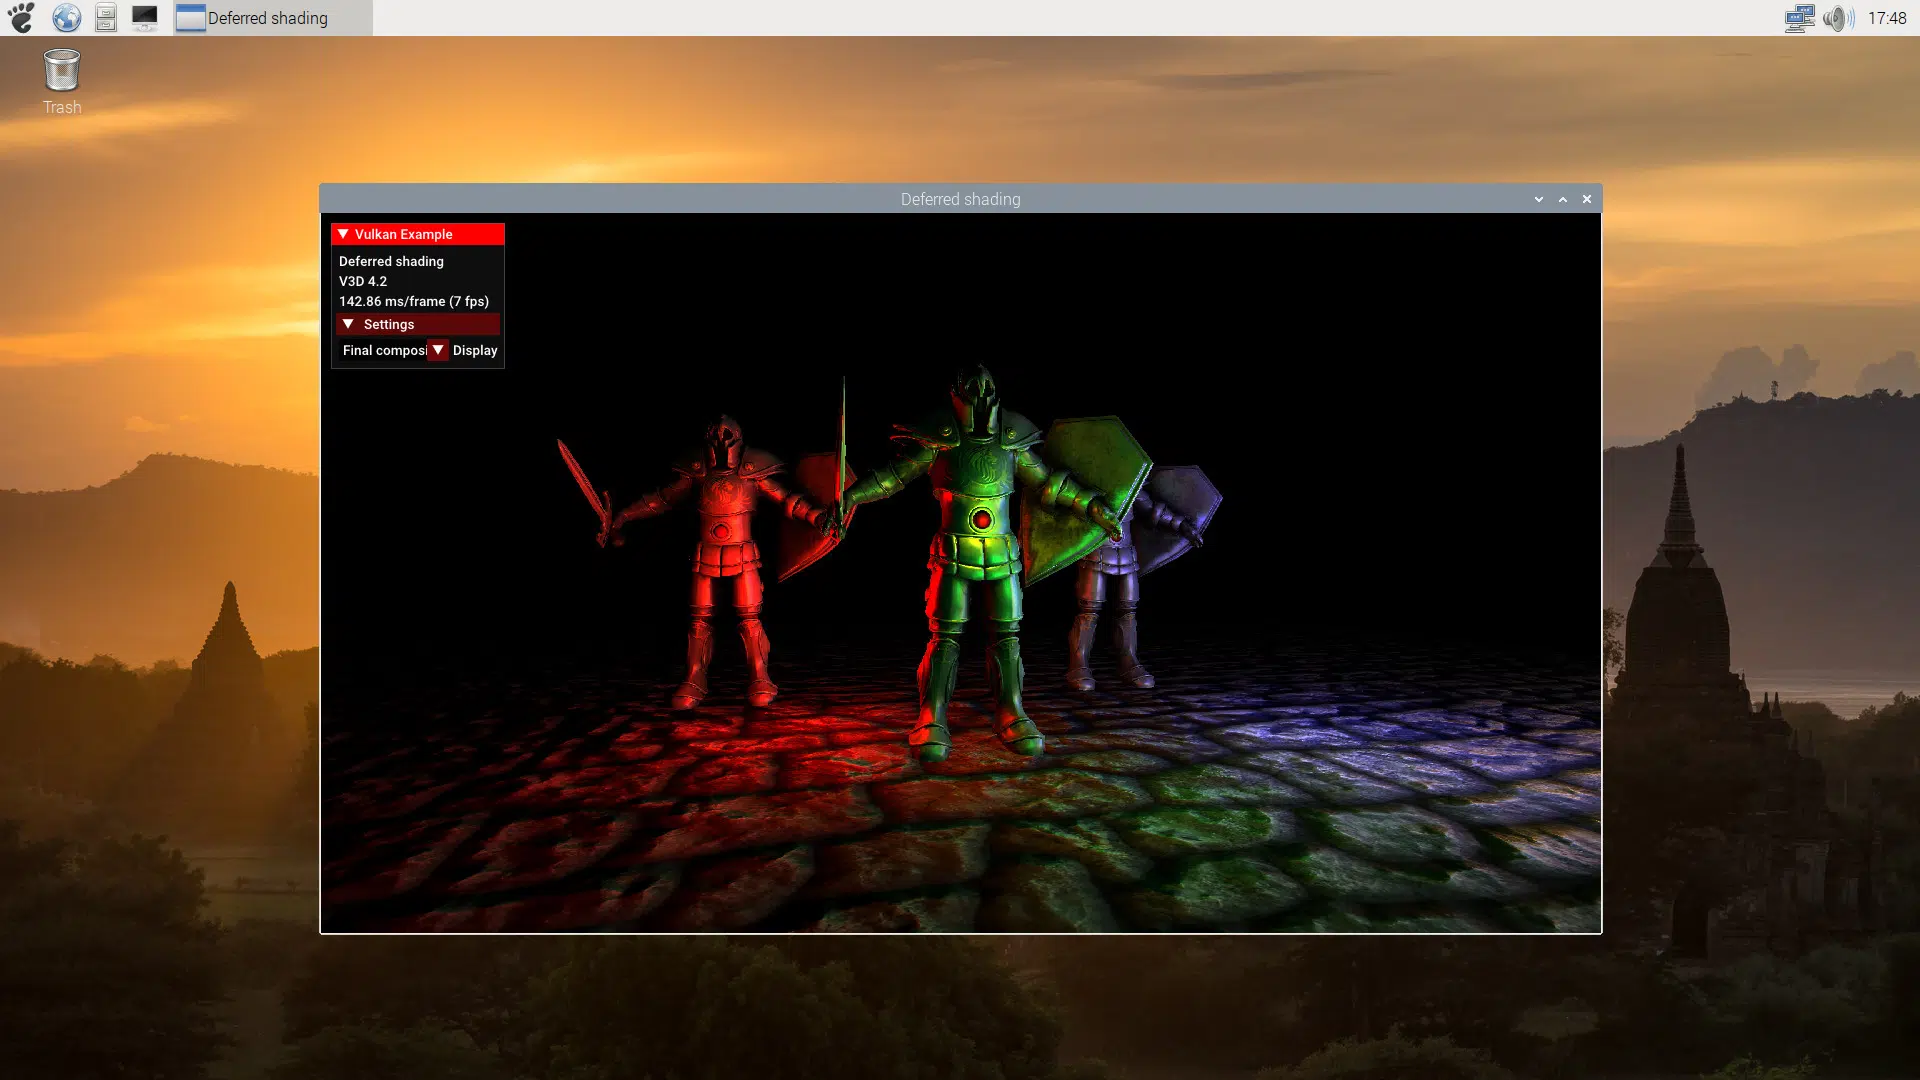 Deferred shading
17:48
Trash
Deferred shading
Vulkan Example
Deferred shading
V3D 4.2
142.86 ms/frame (7 fps)
Settings
Final composi Display